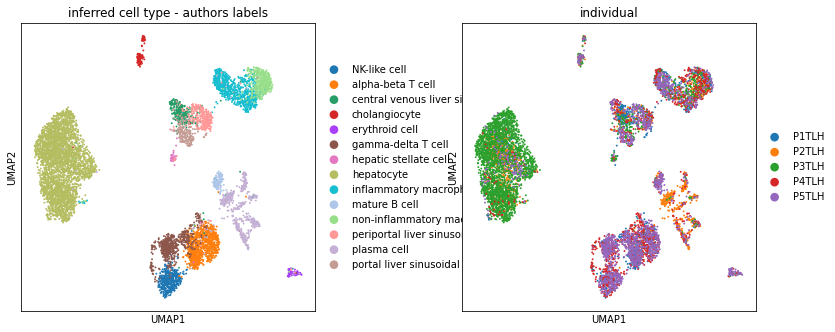 inferred cell type - authors labels
UMAP2
UMAP1
NK-like cell
alpha-beta T cell
central venous liver si
cholangiocyte
erythroid cell
gamma-delta T cell
hepatic stellate cell
hepatocyte
inflammatory macroph
mature B cell
non-inflammatory mac
periportal liver sinusoi
plasma cell
portal liver sinusoidal
individual
UMAP2
UMAP1
P1TLH
P2TLH
P3TLH
P4TLH
P5TLH